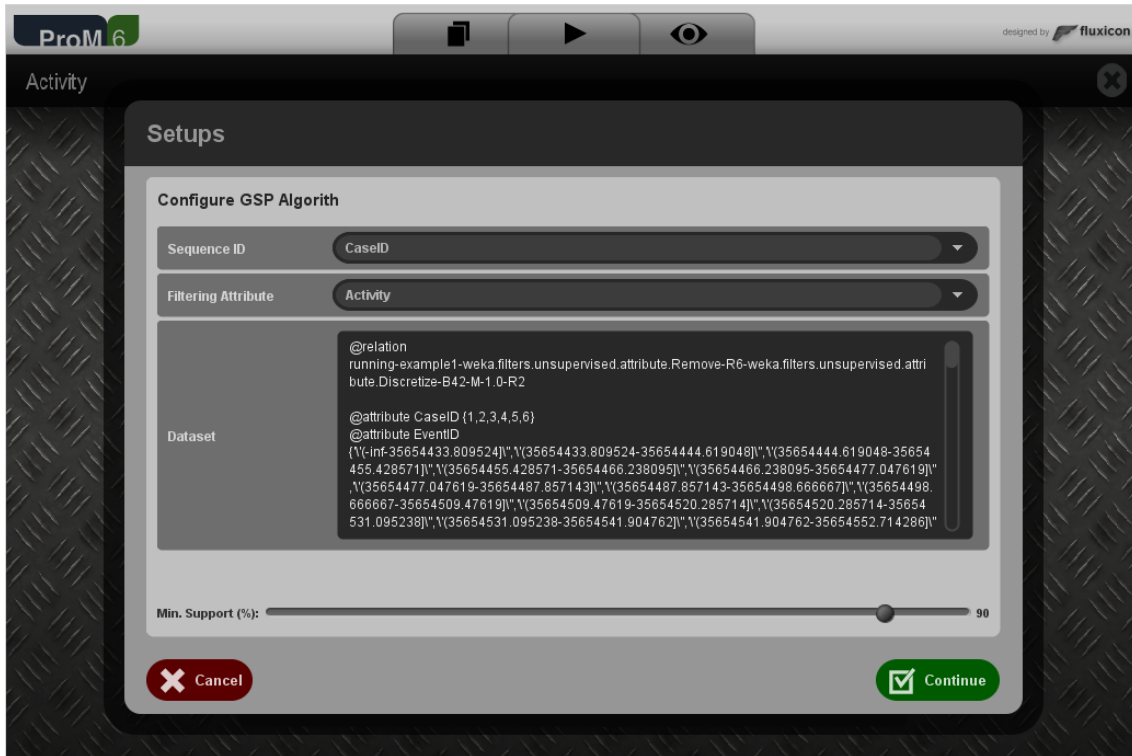 ProM 6
designed by fluxicon
Activity
Setups
Configure GSP Algorith
Sequence ID
CaseID
Filtering Attribute
Activity
Dataset
@relation
running-example1-weka.filters.unsupervised.attribute.Remove-R6-weka.filters.unsupervised.attri
bute.Discretize-B42-M-1.0-R2
@attribute CaseID {1,2,3,4,5,6}
@attribute EventID
{\'(-inf-35654433.809524]\",\'(35654433.809524-35654444.619048]\",\'(35654444.619048-35654
455.428571]\",\'(35654455.428571-35654466.238095]\",\'(35654466.238095-35654477.047619]\"
,\'(35654477.047619-35654487.857143]\",\'(35654487.857143-35654498.666667]\",\'(35654498.
666667-35654509.47619]\",\'(35654509.47619-35654520.285714]\",\'(35654520.285714-35654
531.095238]\",\'(35654531.095238-35654541.904762]\",\'(35654541.904762-35654552.714286]\"
Min. Support (%):
90
Cancel
Continue